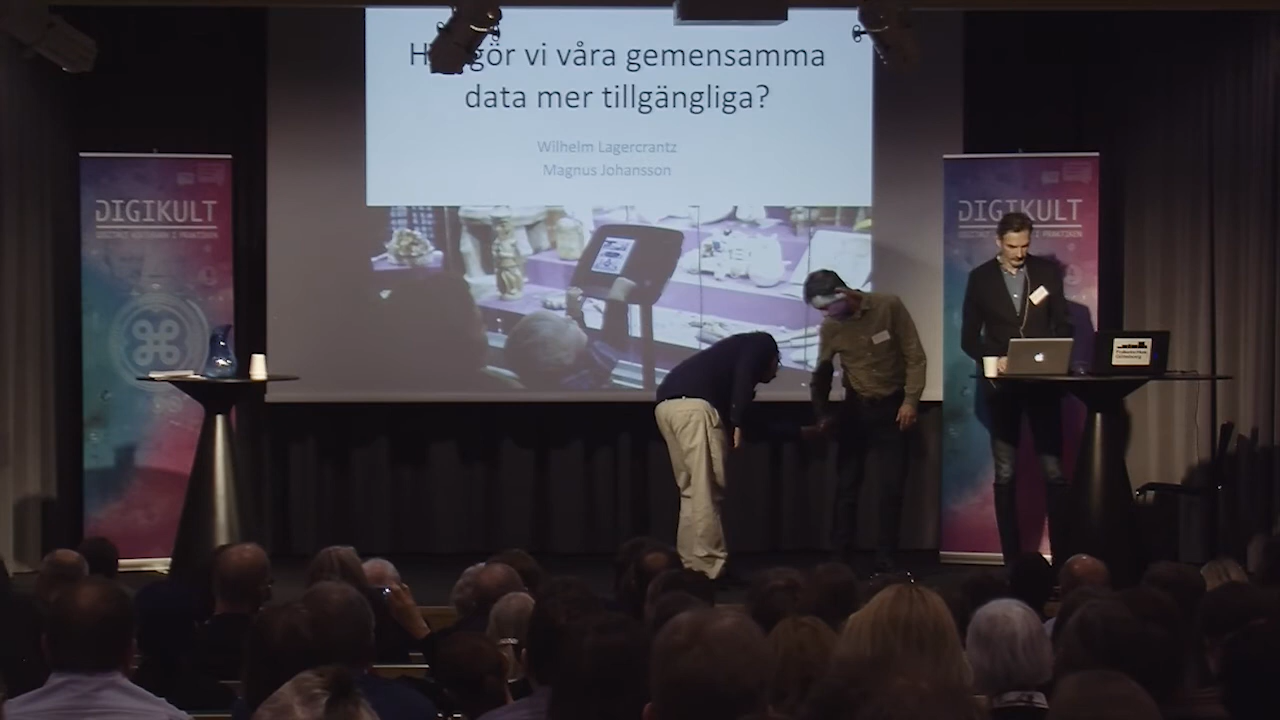 H gör vi våra gemensamma
data mer tillgängliga?
Wilhelm Lagercrantz
Magnus Johansson
DIGIKULT
DIGIKULT